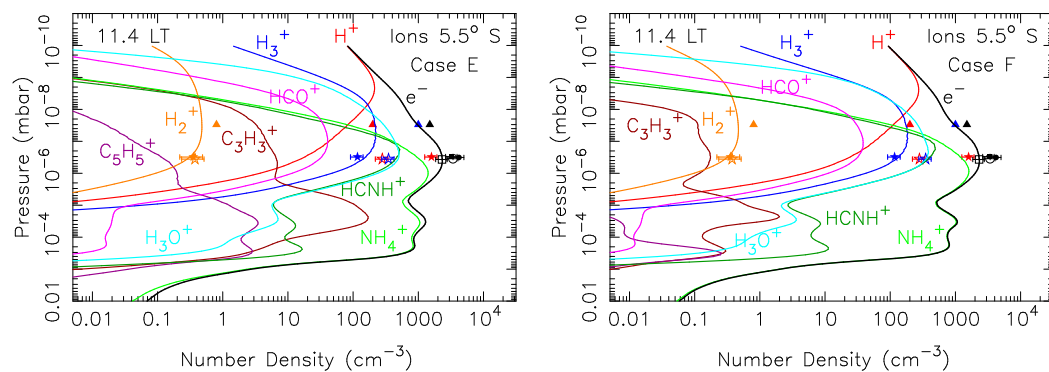 11.4 LT
H₃⁺
H⁺
Ions 5.5° S
Case E
10⁻¹⁰
10⁻⁸
10⁻⁶
10⁻⁴
0.01
Pressure (mbar)
HCO⁺
e⁻
H₂⁺
C₃H₃⁺
C₅H₅⁺
HCNH⁺
H₃O⁺
NH₄⁺
0.01 0.1 1 10 100 1000 10⁴
Number Density (cm⁻³)
11.4 LT
H₃⁺
H⁺
Ions 5.5° S
Case F
10⁻¹⁰
10⁻⁸
10⁻⁶
10⁻⁴
0.01
Pressure (mbar)
HCO⁺
e⁻
H₂⁺
C₃H₃⁺
HCNH⁺
H₃O⁺
NH₄⁺
0.01 0.1 1 10 100 1000 10⁴
Number Density (cm⁻³)